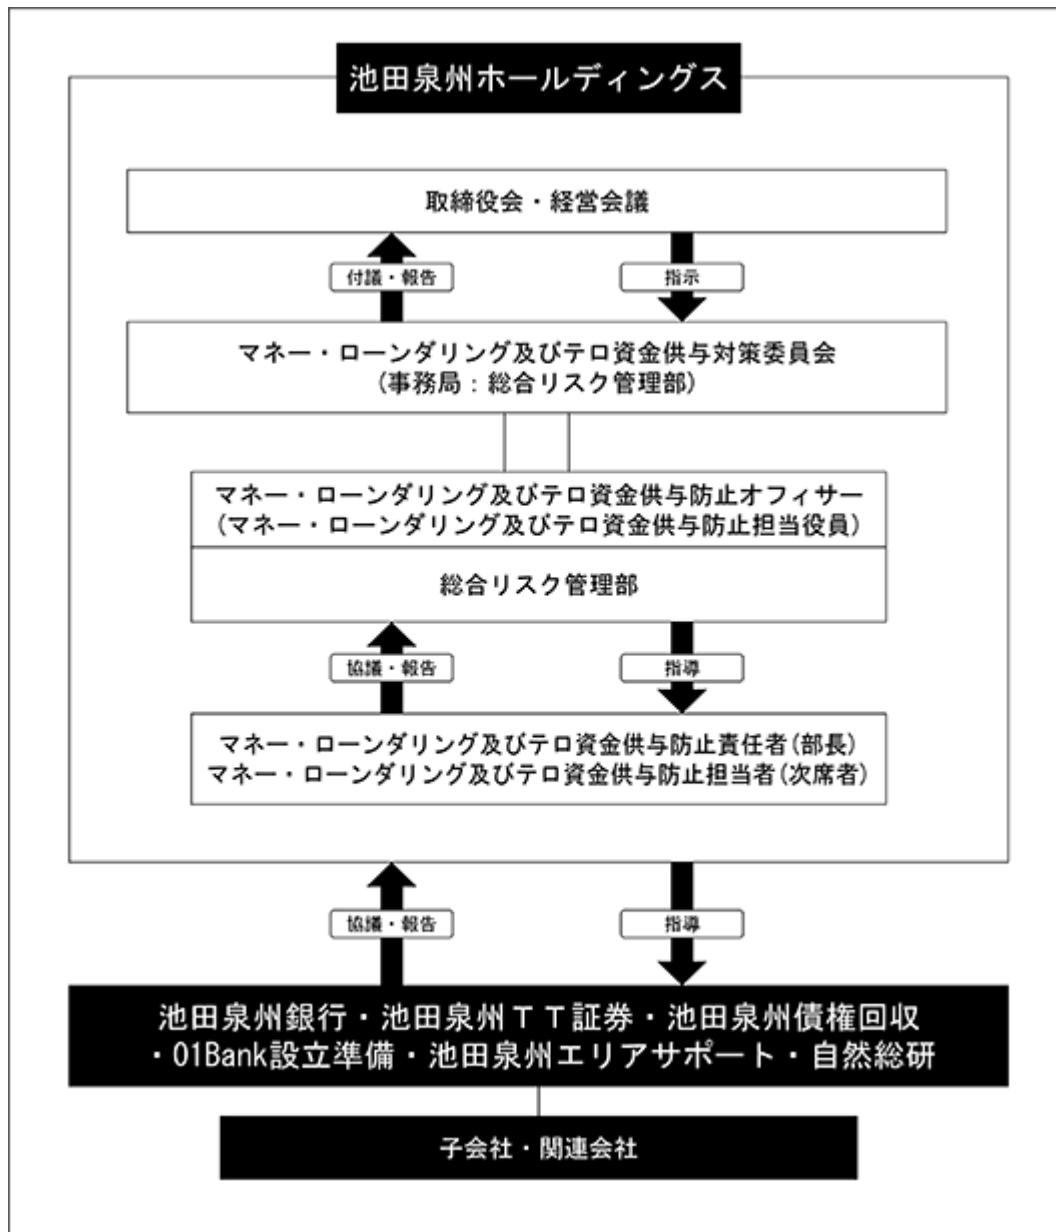 池田泉州ホールディングス
取締役会・経営会議
付議・報告
指示
マネー・ローンダリング及びテロ資金供与対策委員会
(事務局：総合リスク管理部)
マネー・ローンダリング及びテロ資金供与防止オフィサー
(マネー・ローンダリング及びテロ資金供与防止担当役員)
総合リスク管理部
協議・報告
指導
マネー・ローンダリング及びテロ資金供与防止責任者(部長)
マネー・ローンダリング及びテロ資金供与防止担当者(次席者)
協議・報告
指導
池田泉州銀行・池田泉州ＴＴ証券・池田泉州債権回収
・01Bank設立準備・池田泉州エリアサポート・自然総研
子会社・関連会社